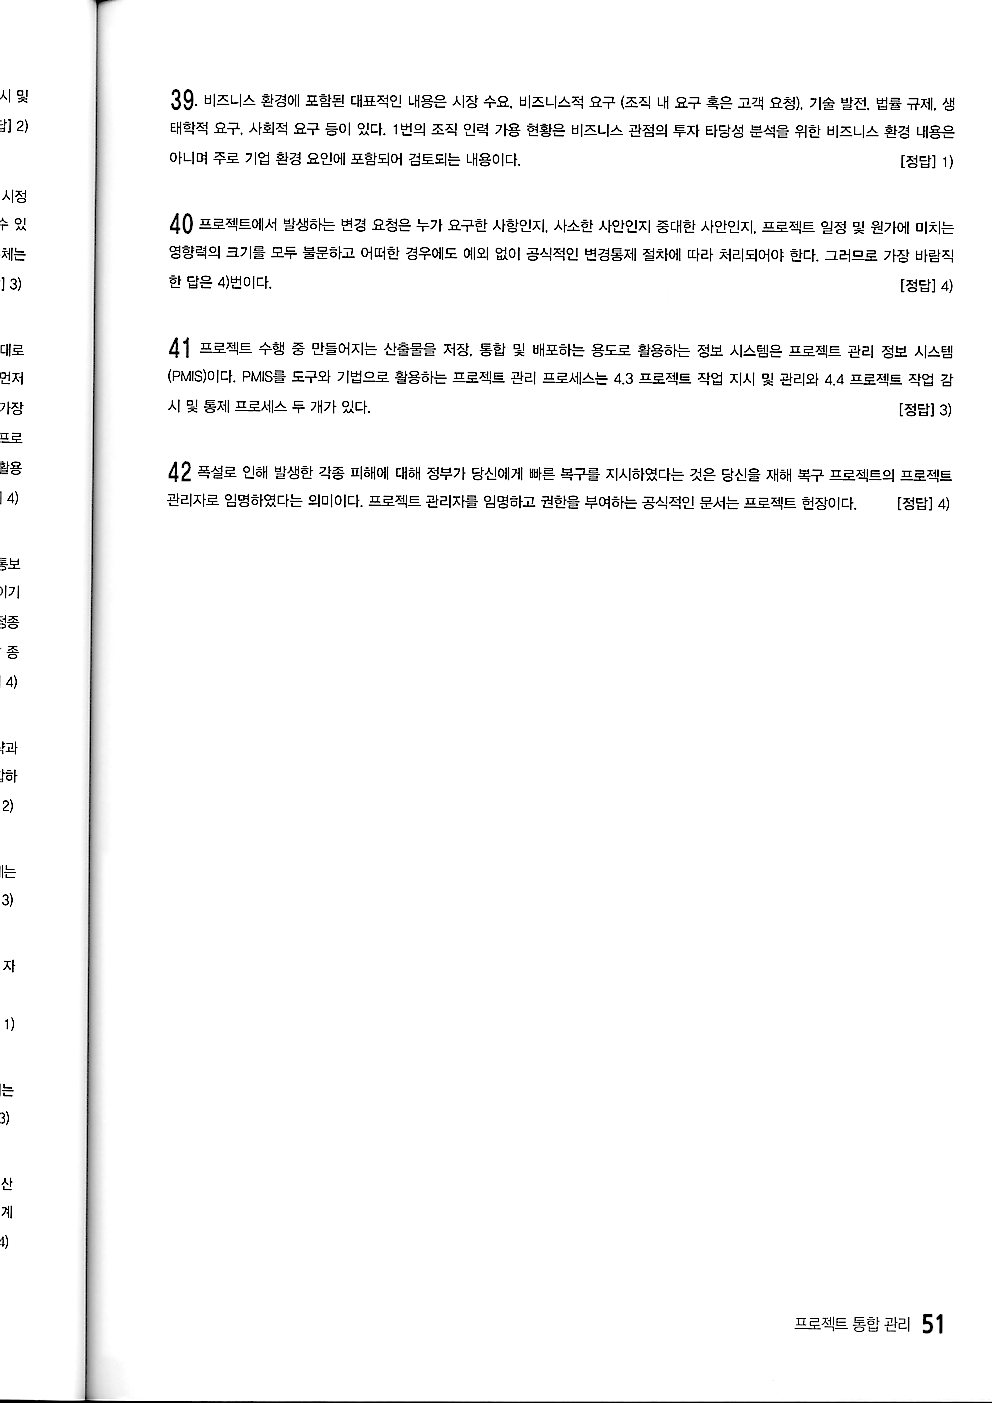 시 및
답] 2)
시정
수 있
체는
] 3)
대로
먼저
가장
프로
활용
] 4)
통보
이기
정종
종
4)
략과
합하
2)
는
3)
자
1)
는
3)
산
계
4)
39. 비즈니스 환경에 포함된 대표적인 내용은 시장 수요, 비즈니스적 요구 (조직 내 요구 혹은 고객 요청), 기술 발전, 법률 규제, 생
태학적 요구, 사회적 요구 등이 있다. 1번의 조직 인력 가용 현황은 비즈니스 관점의 투자 타당성 분석을 위한 비즈니스 환경 내용은
아니며 주로 기업 환경 요인에 포함되어 검토되는 내용이다. [정답] 1)
40 프로젝트에서 발생하는 변경 요청은 누가 요구한 사항인지, 사소한 사안인지 중대한 사안인지, 프로젝트 일정 및 원가에 미치는
영향력의 크기를 모두 불문하고 어떠한 경우에도 예외 없이 공식적인 변경통제 절차에 따라 처리되어야 한다. 그러므로 가장 바람직
한 답은 4)번이다. [정답] 4)
41 프로젝트 수행 중 만들어지는 산출물을 저장, 통합 및 배포하는 용도로 활용하는 정보 시스템은 프로젝트 관리 정보 시스템
(PMIS)이다. PMIS를 도구와 기법으로 활용하는 프로젝트 관리 프로세스는 4.3 프로젝트 작업 지시 및 관리와 4.4 프로젝트 작업 감
시 및 통제 프로세스 두 개가 있다. [정답] 3)
42 폭설로 인해 발생한 각종 피해에 대해 정부가 당신에게 빠른 복구를 지시하였다는 것은 당신을 재해 복구 프로젝트의 프로젝트
관리자로 임명하였다는 의미이다. 프로젝트 관리자를 임명하고 권한을 부여하는 공식적인 문서는 프로젝트 헌장이다. [정답] 4)
프로젝트 통합 관리 51